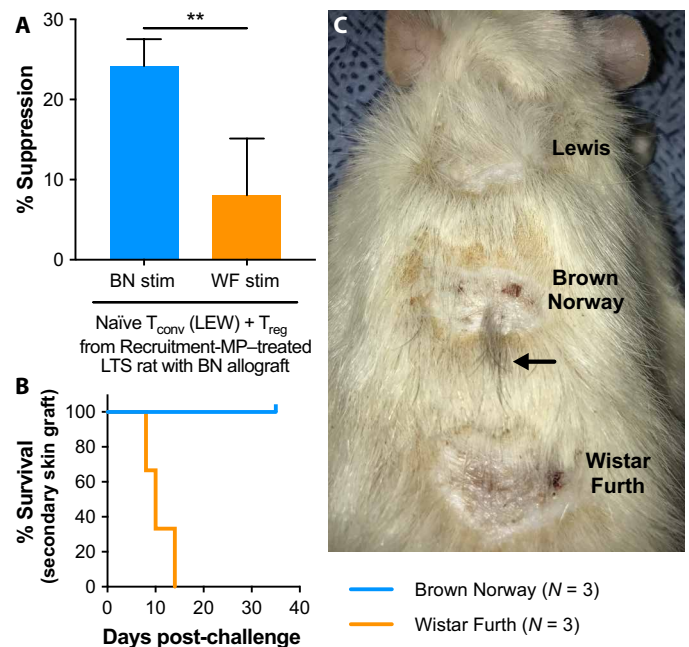 A
% Suppression
30
20
10
0
**
BN stim
WF stim
Naïve Tconv (LEW) + Treg
from Recruitment-MP–treated
LTS rat with BN allograft
B
% Survival
(secondary skin graft)
100
80
60
40
20
0
0
10
20
30
40
Days post-challenge
C
Lewis
Brown
Norway
Wistar
Furth
Brown Norway (N = 3)
Wistar Furth (N = 3)